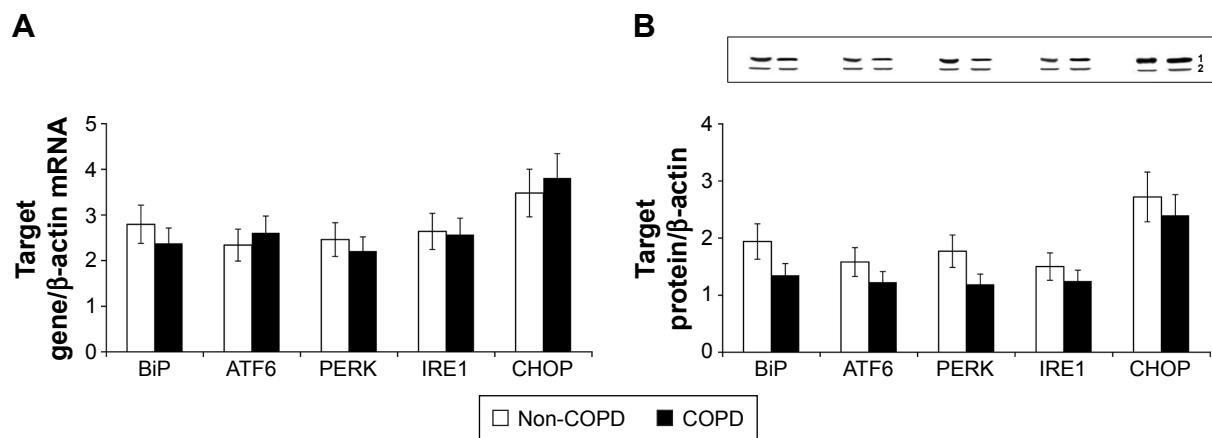 A
Target
gene/β-actin mRNA
5
4
3
2
1
0
BiP ATF6 PERK IRE1 CHOP
B
1
2
Target
protein/β-actin
4
3
2
1
0
BiP ATF6 PERK IRE1 CHOP
Non-COPD COPD